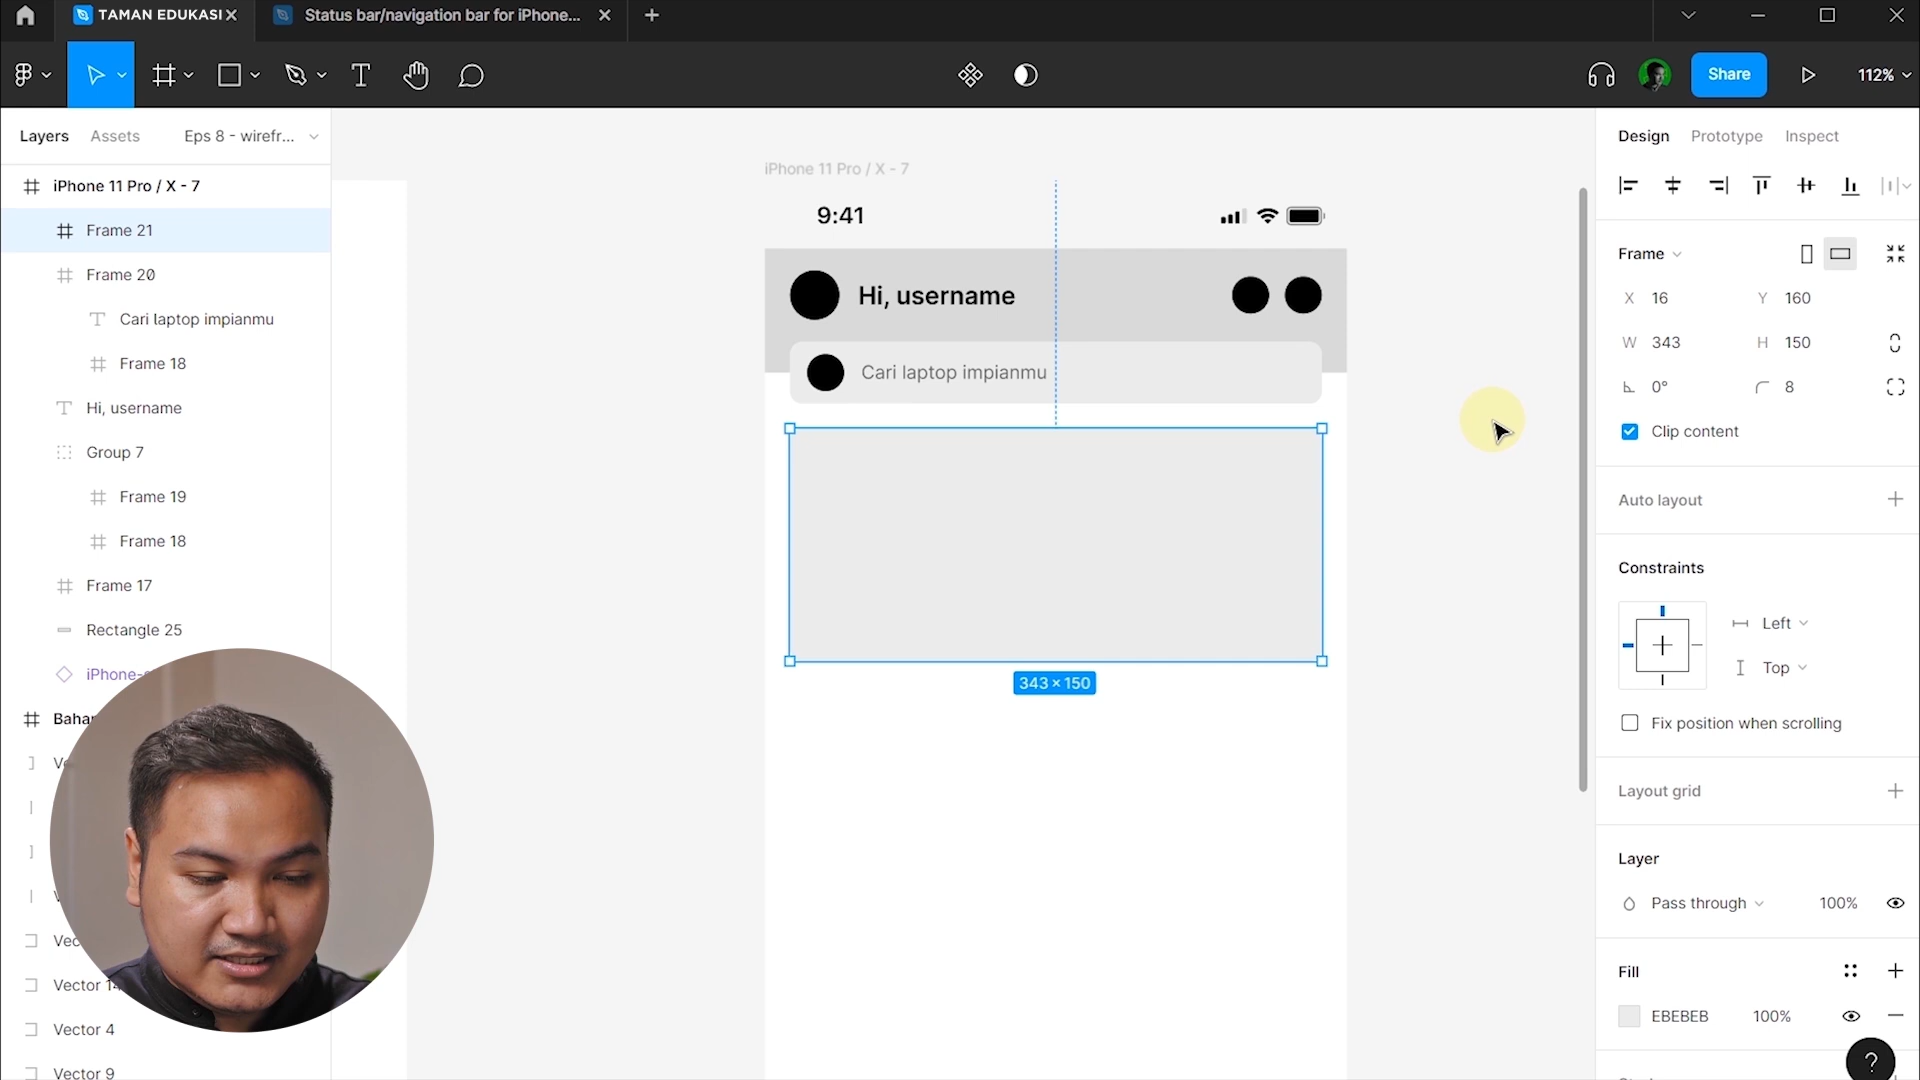 TAMAN EDUKASI
Status bar/navigation bar for iPhone...
Share
112%
Layers
Assets
Eps 8 - wirefr...
iPhone 11 Pro / X - 7
Frame 21
Frame 20
Cari laptop impianmu
Frame 18
Hi, username
Group 7
Frame 19
Frame 18
Frame 17
Rectangle 25
Vector 4
Vector 9
iPhone 11 Pro / X - 7
9:41
Hi, username
Cari laptop impianmu
343 × 150
Design
Prototype
Inspect
Frame
X 16
Y 160
W 343
H 150
0°
8
Clip content
Auto layout
Constraints
Left
Top
Fix position when scrolling
Layout grid
Layer
Pass through
100%
Fill
EBEBEB
100%
?